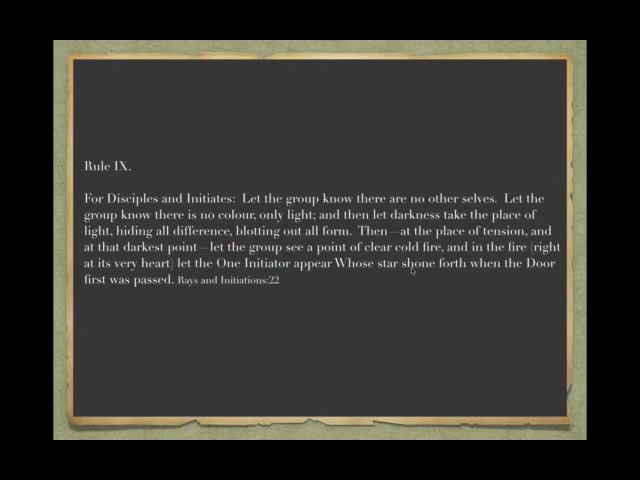 Rule IX.
For Disciples and Initiates: Let the group know there are no other selves. Let the
group know there is no colour, only light; and then let darkness take the place of
light, hiding all difference, blotting out all form. Then—at the place of tension, and
at that darkest point—let the group see a point of clear cold fire, and in the fire (right
at its very heart) let the One Initiator appear Whose star shone forth when the Door
first was passed. Rays and Initiations:22